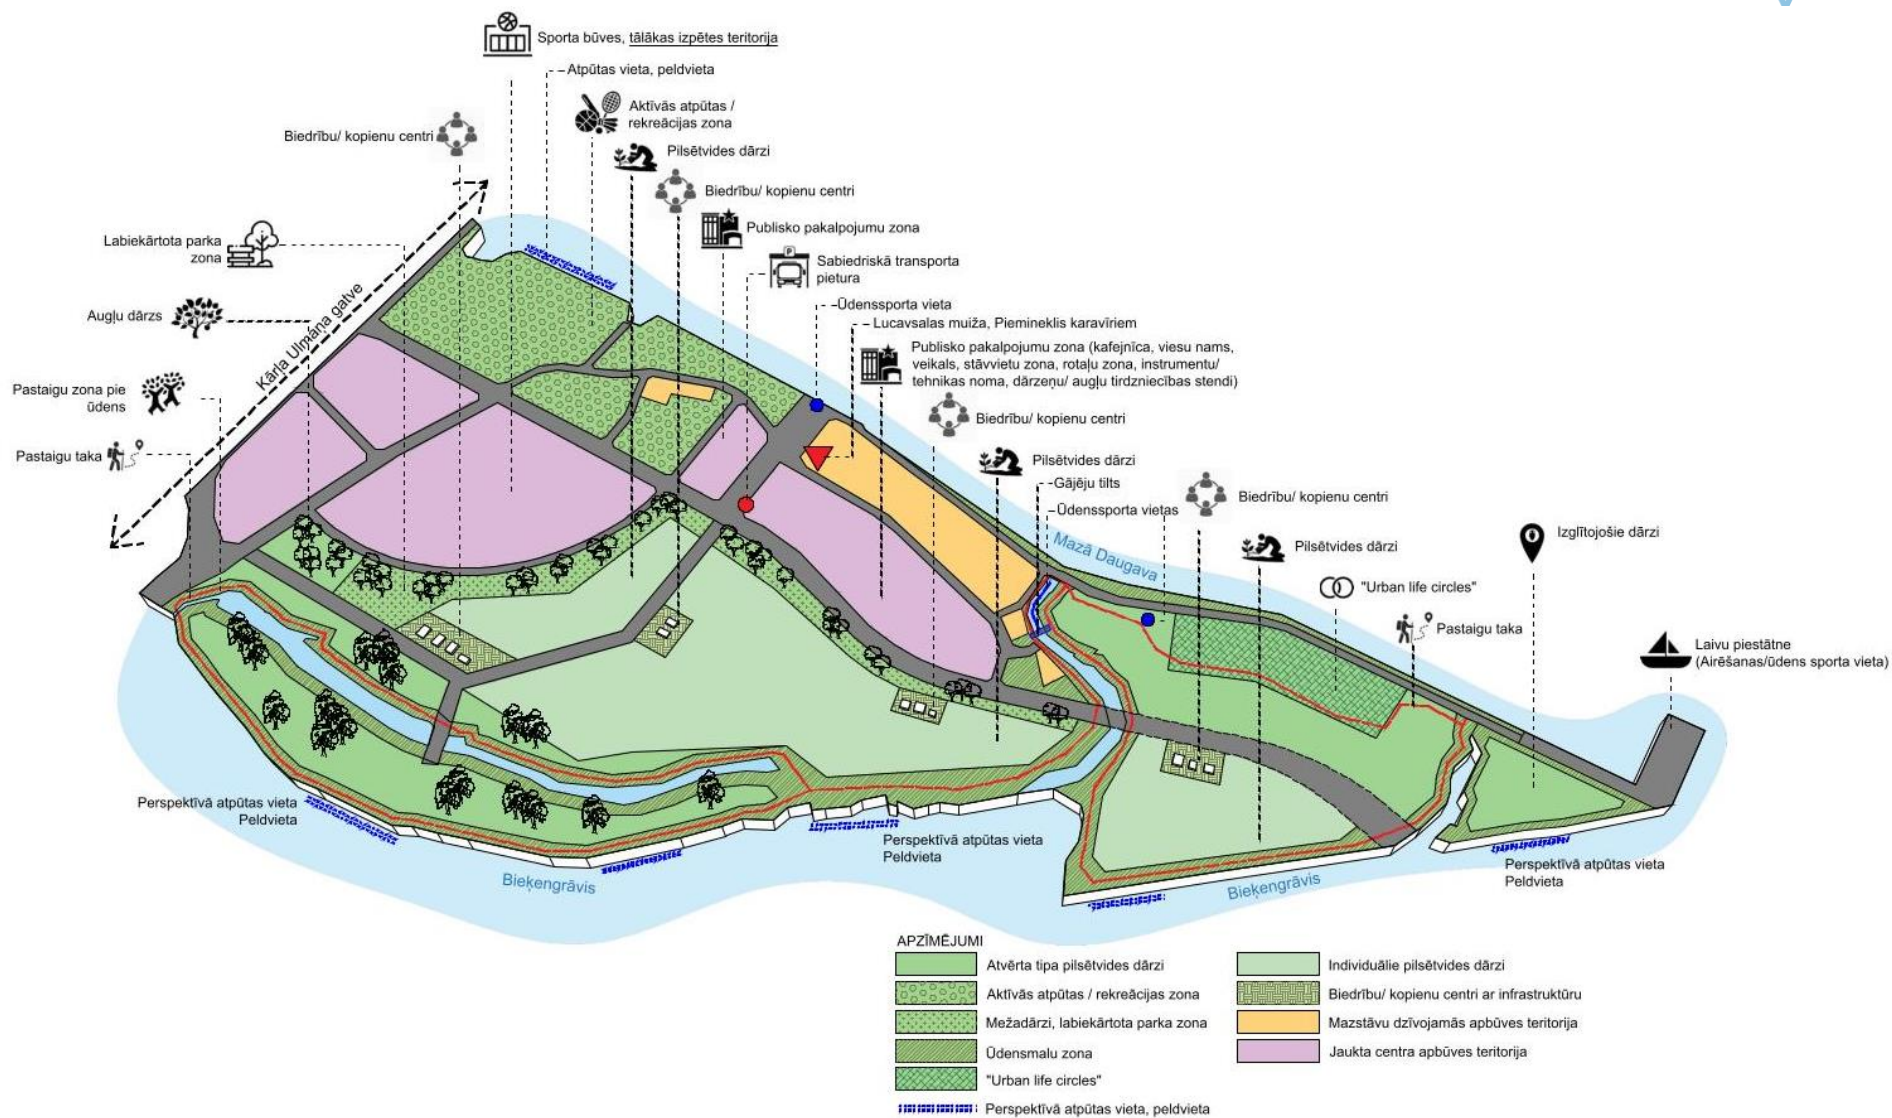 Sporta būves, tālākas izpētes teritorija
Atpūtas vieta, peldvieta
Aktīvās atpūtas /
rekreācijas zona
Biedrību/ kopienu centri
Pilsētvides dārzi
Biedrību/ kopienu centri
Publisko pakalpojumu zona
Labiekārtota parka
zona
Sabiedriskā transporta
pietura
P
Ūdenssporta vieta
Augļu dārzs
Kārļa Ulmaņa gatve
Lucavsalas muiža, Piemineklis karavīriem
Publisko pakalpojumu zona (kafejnīca, viesu nams,
veikals, stāvvietu zona, rotaļu zona, instrumentu/
tehnikas noma, dārzeņu/ augļu tirdzniecības stendi)
Pastaigu zona pie
ūdens
Biedrību/ kopienu centri
Pastaigu taka
Pilsētvides dārzi
Gājēju tilts
Biedrību/ kopienu centri
Ūdenssporta vietas
Izglītojošie dārzi
Mazā Daugava
Pilsētvides dārzi
"Urban life circles"
Pastaigu taka
Laivu piestātne
(Airēšanas/ūdens sporta vieta)
Perspektīvā atpūtas vieta
Peldvieta
Perspektīvā atpūtas vieta
Peldvieta
Perspektīvā atpūtas vieta
Peldvieta
Bieķengrāvis
Bieķengrāvis
APZĪMĒJUMI
Atvērta tipa pilsētvides dārzi
Aktīvās atpūtas / rekreācijas zona
Mežadārzi, labiekārtota parka zona
Ūdensmalu zona
"Urban life circles"
Perspektīvā atpūtas vieta, peldvieta
Individuālie pilsētvides dārzi
Biedrību/ kopienu centri ar infrastruktūru
Mazstāvu dzīvojamās apbūves teritorija
Jaukta centra apbūves teritorija